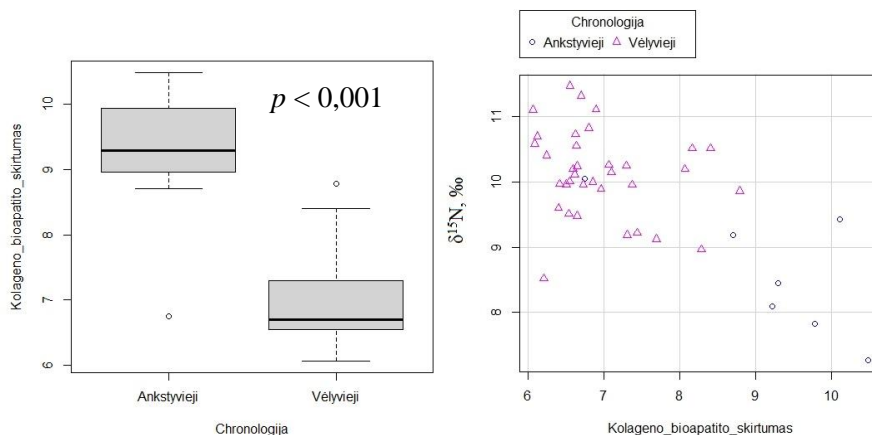 p < 0,001
10
9
8
7
6
Kolageno_bioapatito_skirtumas
Ankstyvieji
Vėlyvieji
Chronologija
Chronologija
Ankstyvieji
Vėlyvieji
11
10
9
8
δ¹⁵N, ‰
6
7
8
9
10
Kolageno_bioapatito_skirtumas